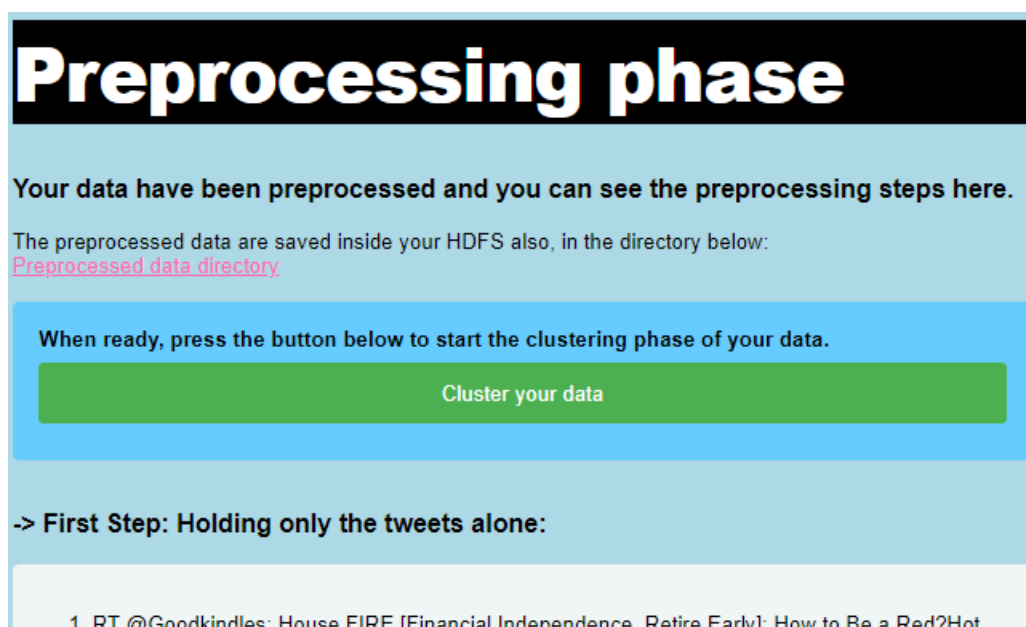 Preprocessing phase
Your data have been preprocessed and you can see the preprocessing steps here.
The preprocessed data are saved inside your HDFS also, in the directory below:
Preprocessed data directory
When ready, press the button below to start the clustering phase of your data.
Cluster your data
-> First Step: Holding only the tweets alone:
1. RT @Goodkindles: House FIRE [Financial Independence, Retire Early]: How to Be a Red?Hot